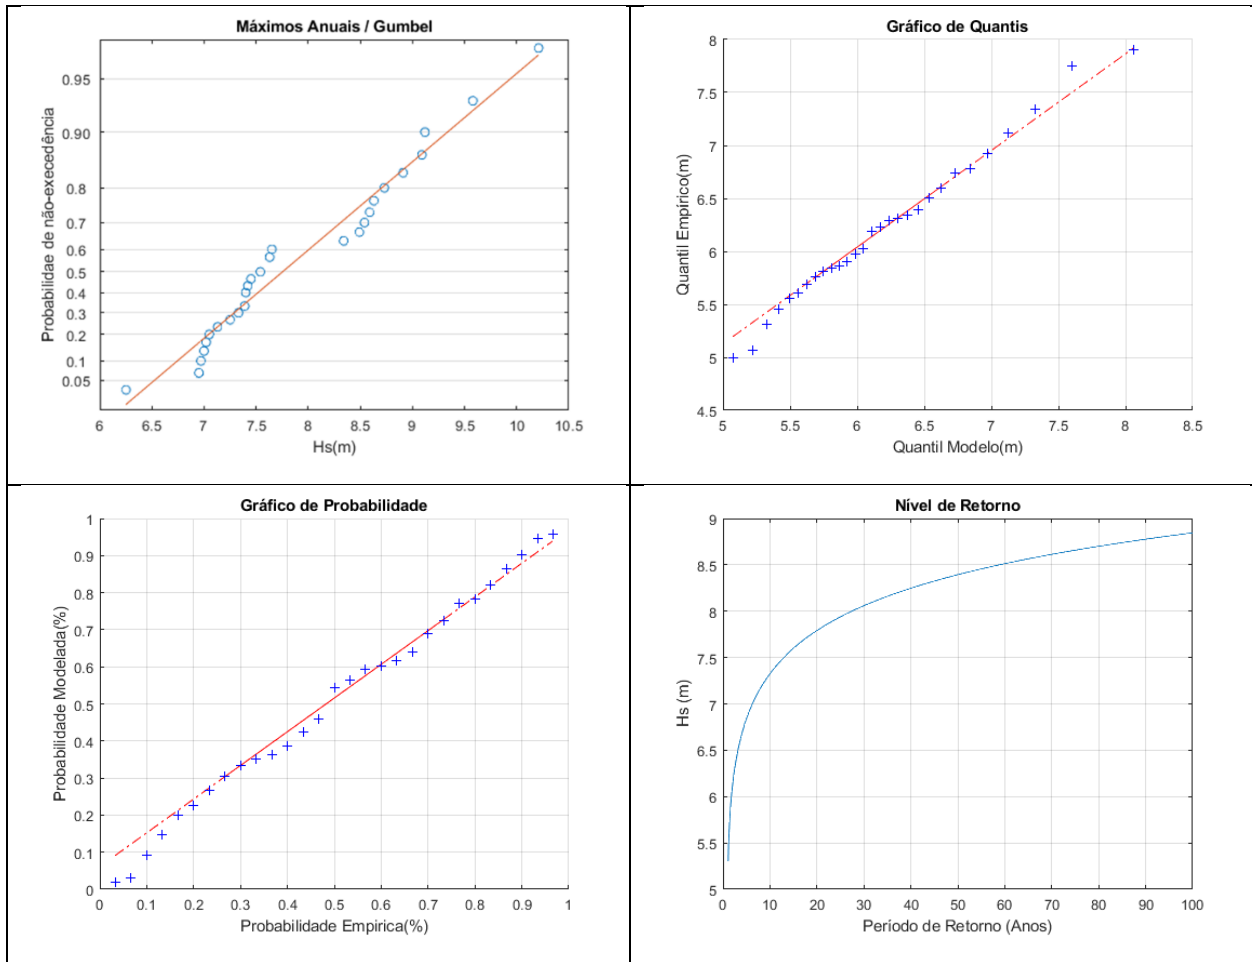 Máximos Anuais / Gumbel
0.95
0.90
0.8
0.7
0.6
0.5
0.4
0.3
0.2
0.1
0.05
Probabilidae de não-execedência
6 6.5 7 7.5 8 8.5 9 9.5 10 10.5
Hs(m)
Gráfico de Quantis
8
7.5
7
6.5
6
5.5
5
4.5
Quantil Empírico(m)
5 5.5 6 6.5 7 7.5 8 8.5
Quantil Modelo(m)
Gráfico de Probabilidade
1
0.9
0.8
0.7
0.6
0.5
0.4
0.3
0.2
0.1
0
Probabilidade Modelada(%)
0 0.1 0.2 0.3 0.4 0.5 0.6 0.7 0.8 0.9 1
Probabilidade Empirica(%)
Nível de Retorno
9
8.5
8
7.5
7
6.5
6
5.5
5
Hs (m)
0 10 20 30 40 50 60 70 80 90 100
Período de Retorno (Anos)